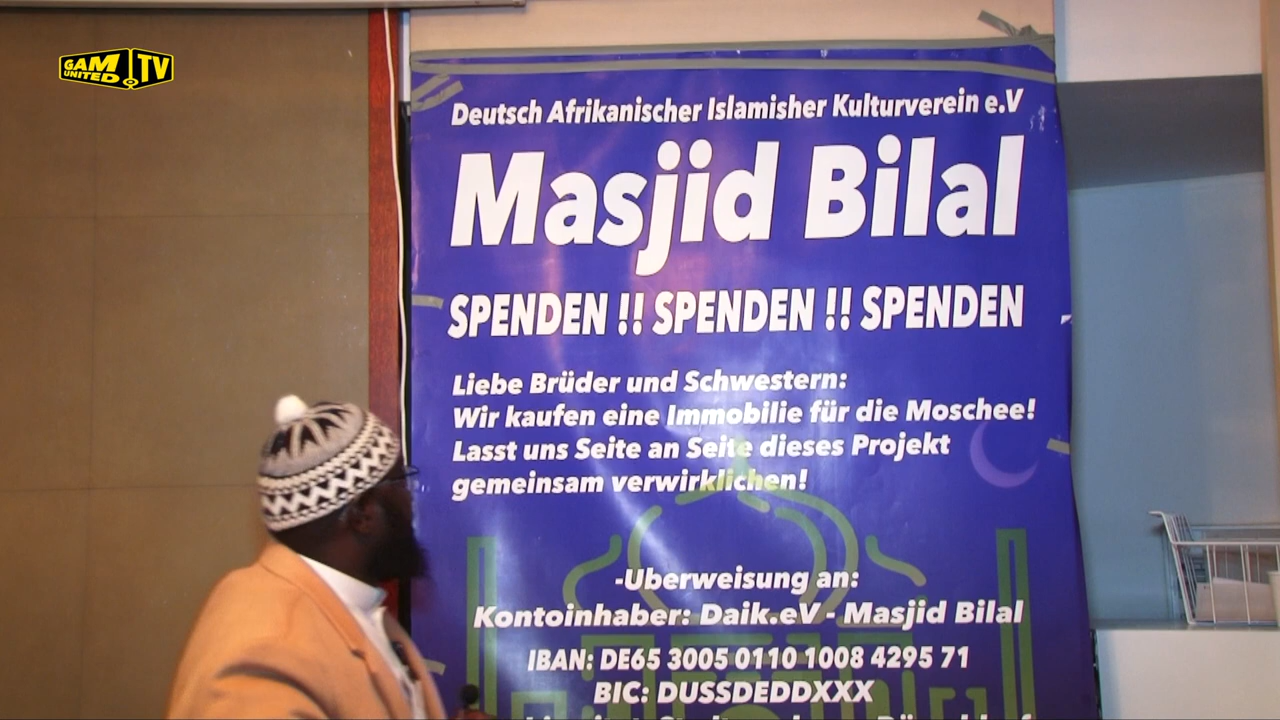 GAM UNITED TV
Deutsch Afrikanischer Islamisher Kulturverein e.V
Masjid Bilal
SPENDEN !! SPENDEN !! SPENDEN
Liebe Brüder und Schwestern:
Wir kaufen eine Immobilie für die Moschee!
Lasst uns Seite an Seite dieses Projekt
gemeinsam verwirklichen!
-Uberweisung an:
Kontoinhaber: Daik.eV - Masjid Bilal
IBAN: DE65 3005 0110 1008 4295 71
BIC: DUSSDEDDXXX